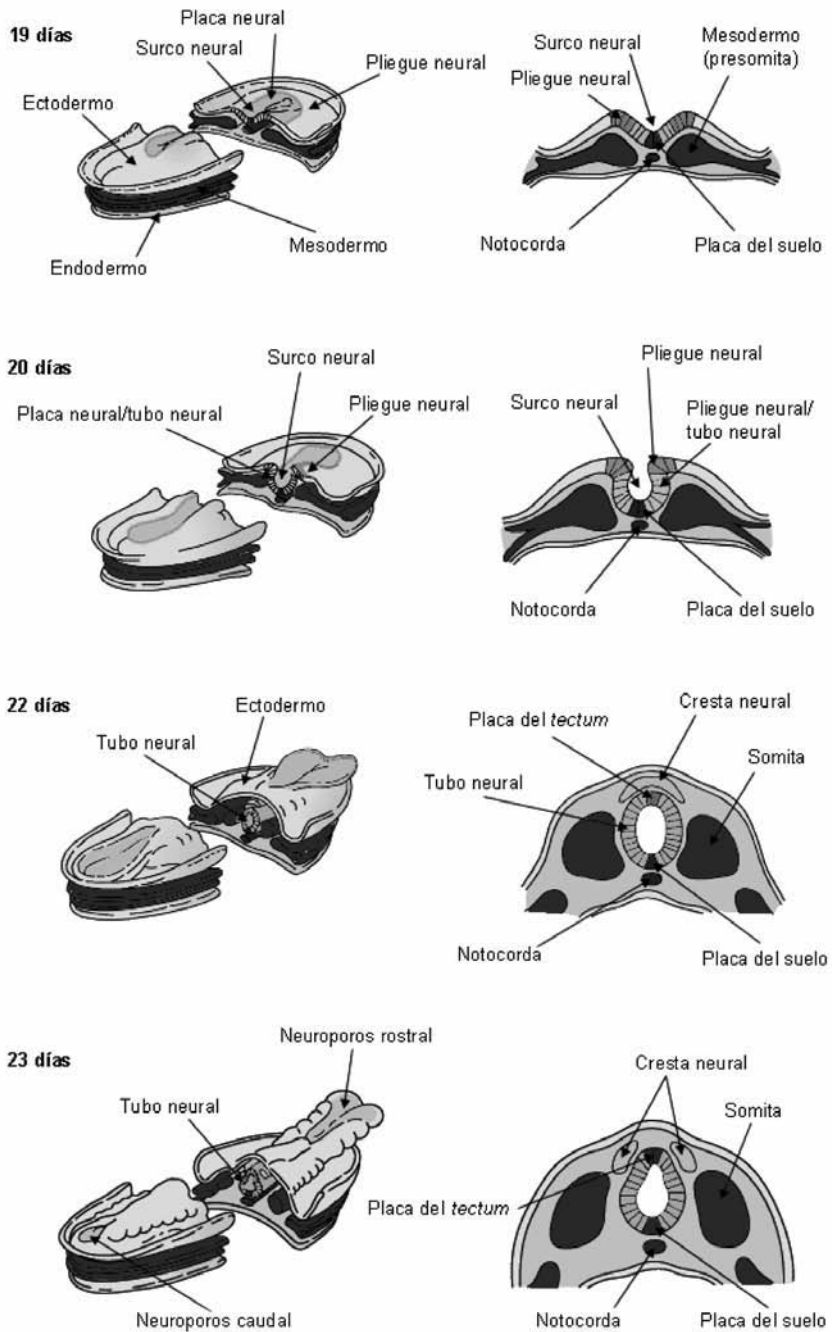 19 días
Placa neural
Surco neural
Pliegue neural
Ectodermo
Mesodermo
Endodermo
Surco neural
Mesodermo
(presomita)
Pliegue neural
Notocorda
Placa del suelo
20 días
Surco neural
Placa neural/tubo neural
Pliegue neural
Pliegue neural
Surco neural
Pliegue neural/
tubo neural
Notocorda
Placa del suelo
22 días
Ectodermo
Tubo neural
Cresta neural
Placa del tectum
Somita
Tubo neural
Notocorda
Placa del suelo
23 días
Neuroporos rostral
Tubo neural
Neuroporos caudal
Cresta neural
Somita
Placa del tectum
Notocorda
Placa del suelo